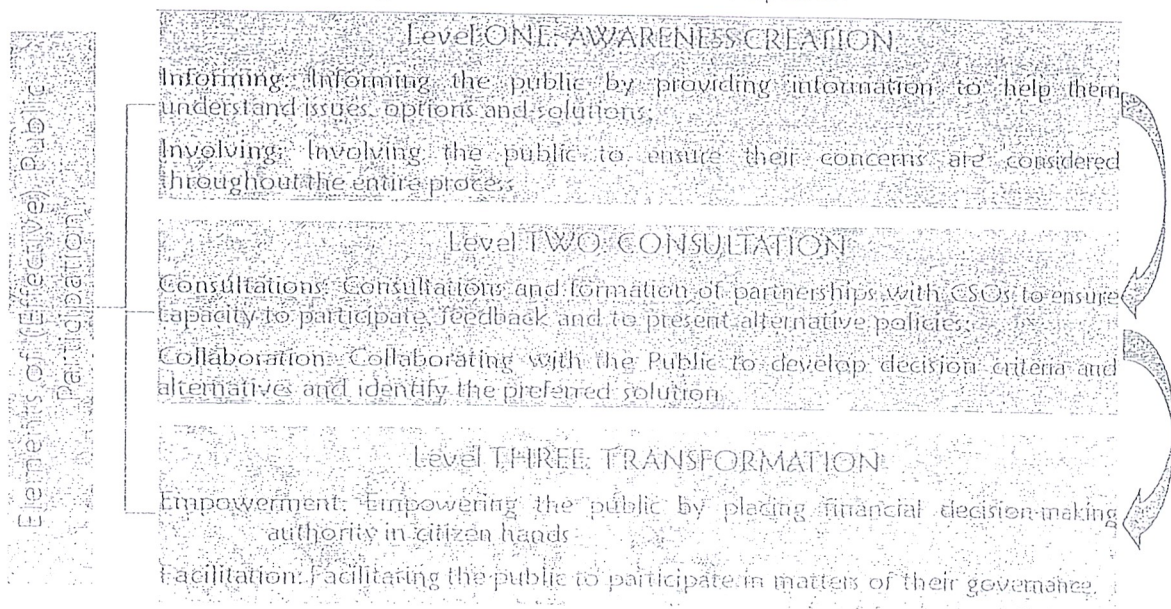 Elements of (Effective) Public
Participation
Level ONE: AWARENESS CREATION
Informing: Informing the public by providing information to help them
understand issues, options and solutions;
Involving: Involving the public to ensure their concerns are considered
throughout the entire process
Level TWO: CONSULTATION
Consultations: Consultations and formation of partnerships with CSOs to ensure
capacity to participate, feedback and to present alternative policies;
Collaboration: Collaborating with the Public to develop decision criteria and
alternatives and identify the preferred solution
Level THREE: TRANSFORMATION
Empowerment: Empowering the public by placing financial decision-making
authority in citizen hands
Facilitation: Facilitating the public to participate in matters of their governance.